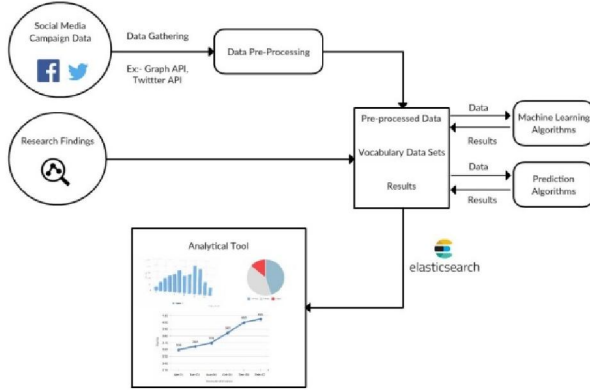 Social Media
Campaign Data
Data Gathering
Ex:- Graph API,
Twittter API
Data Pre-Processing
Research Findings
Pre-processed Data
Vocabulary Data Sets
Results
Data
Results
Machine Learning
Algorithms
Data
Results
Prediction
Algorithms
elasticsearch
Analytical Tool